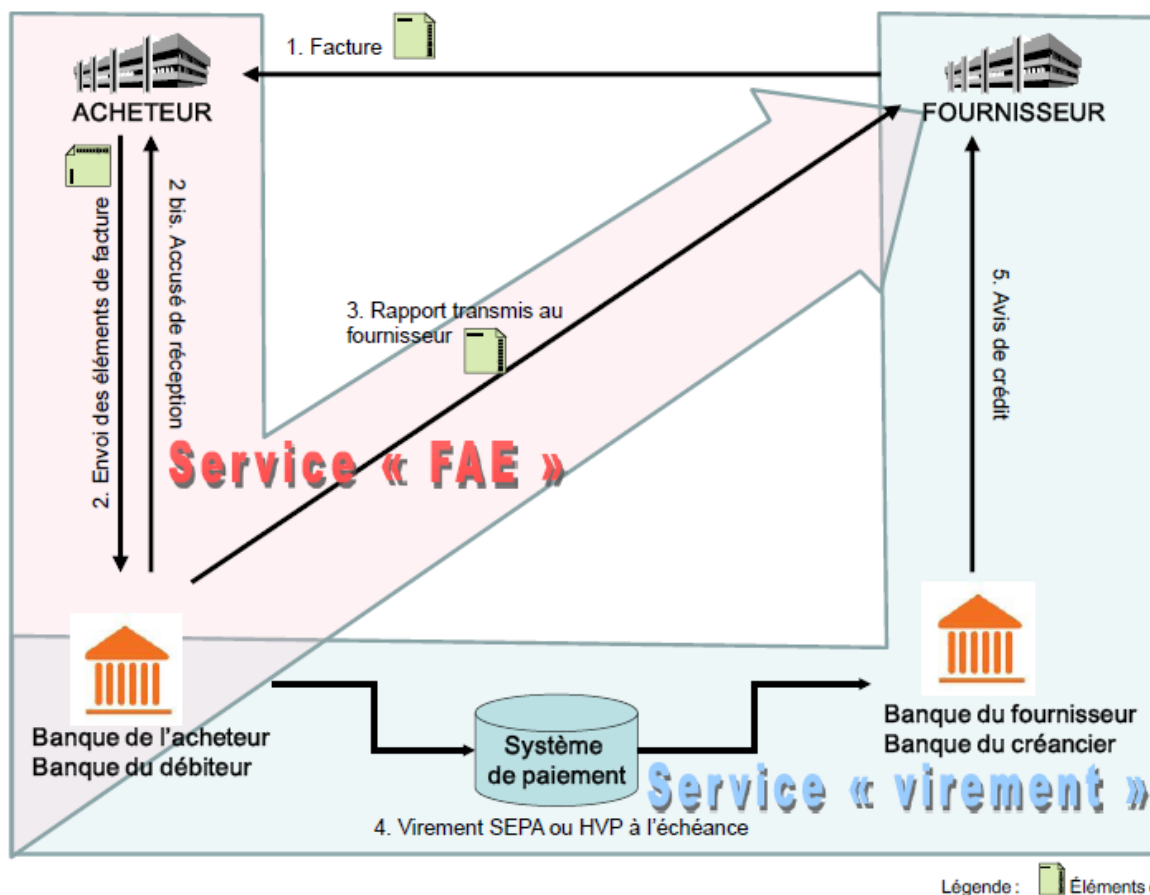 1. Facture
ACHETEUR
FOURNISSEUR
2. Envoi des éléments de facture
2 bis. Accusé de réception
3. Rapport transmis au
fournisseur
5. Avis de crédit
Service « FAE »
Banque de l'acheteur
Banque du débiteur
Système
de paiement
Banque du fournisseur
Banque du créancier
Service « virement »
4. Virement SEPA ou HVP à l'échéance
Légende : Éléments